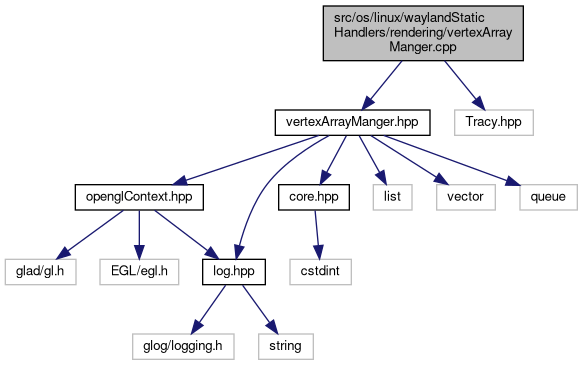 src/os/linux/waylandStatic
Handlers/rendering/vertexArray
Manger.cpp
vertexArrayManger.hpp
Tracy.hpp
openglContext.hpp
core.hpp
list
vector
queue
glad/gl.h
EGL/egl.h
log.hpp
cstdint
glog/logging.h
string